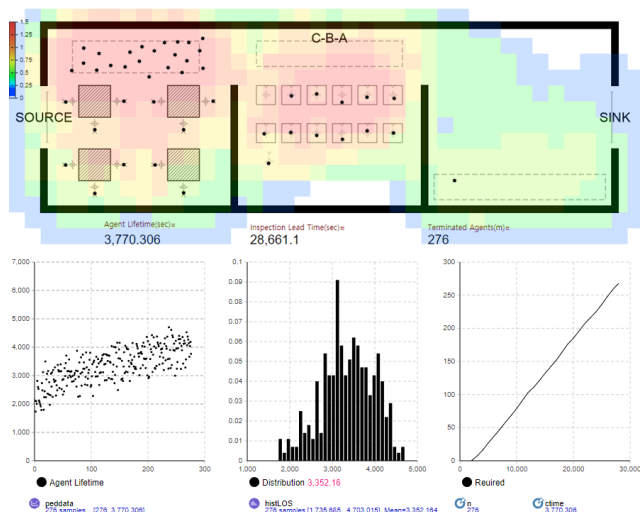 1.5
1.25
1
0.75
0.5
0.25
0
C-B-A
SOURCE
SINK
Agent Lifetime(sec)=
3,770.306
Inspection Lead Time(sec)=
28,661.1
Terminated Agents(m)=
276
7,000
6,000
5,000
4,000
3,000
2,000
1,000
0
0 100 200 300
Agent Lifetime
0.1
0.09
0.08
0.07
0.06
0.05
0.04
0.03
0.02
0.01
0
1,000 2,000 3,000 4,000 5,000
Distribution 3,352.16
300
250
200
150
100
50
0
0 10,000 20,000 30,000
Reuired
peddata
276 samples [276, 3,770.306]
histLOS
276 samples [1,735.685...4,703.015], Mean=3,352.164
n
276
ctime
3,770.306